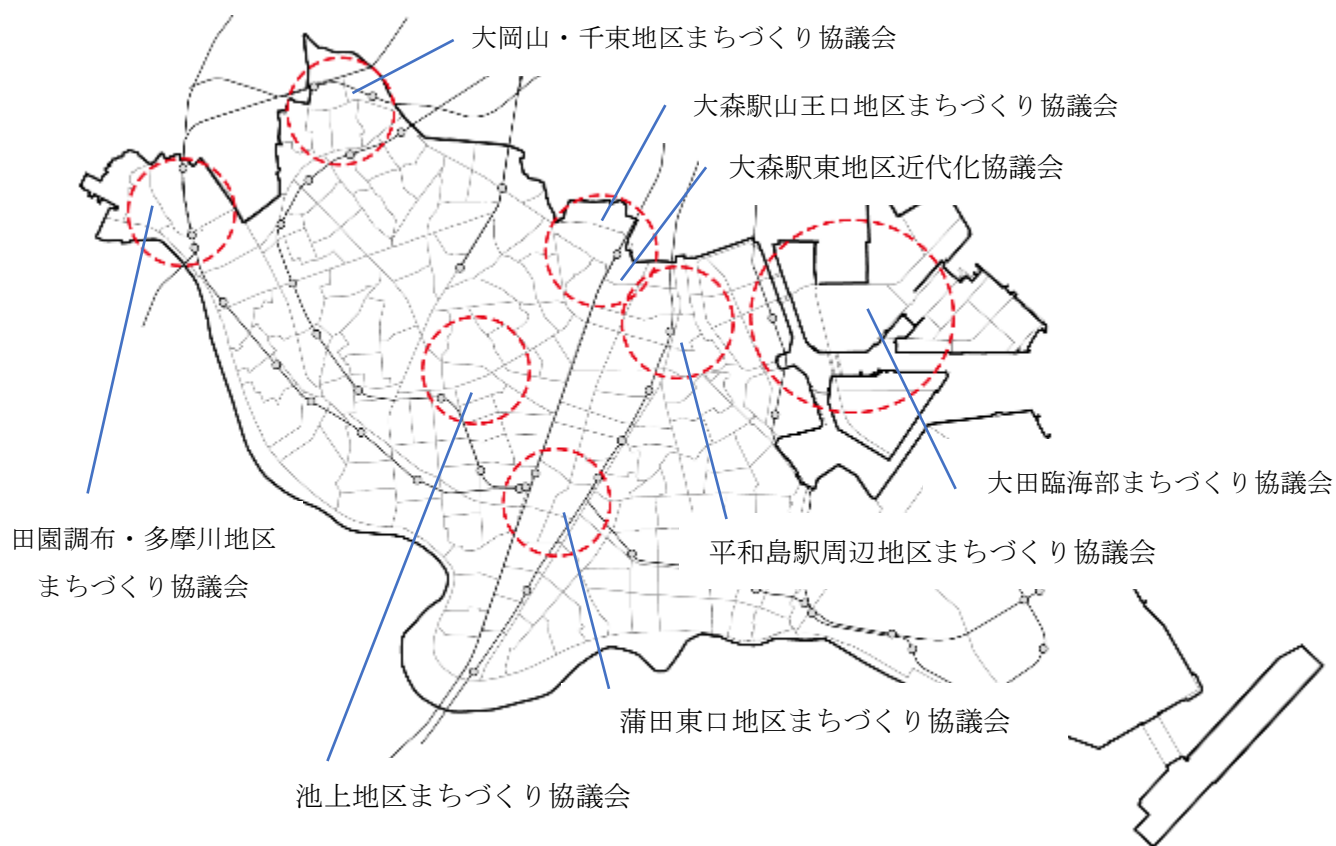 大岡山・千束地区まちづくり協議会
大森駅山王口地区まちづくり協議会
大森駅東地区近代化協議会
大田臨海部まちづくり協議会
田園調布・多摩川地区
まちづくり協議会
平和島駅周辺地区まちづくり協議会
蒲田東口地区まちづくり協議会
池上地区まちづくり協議会